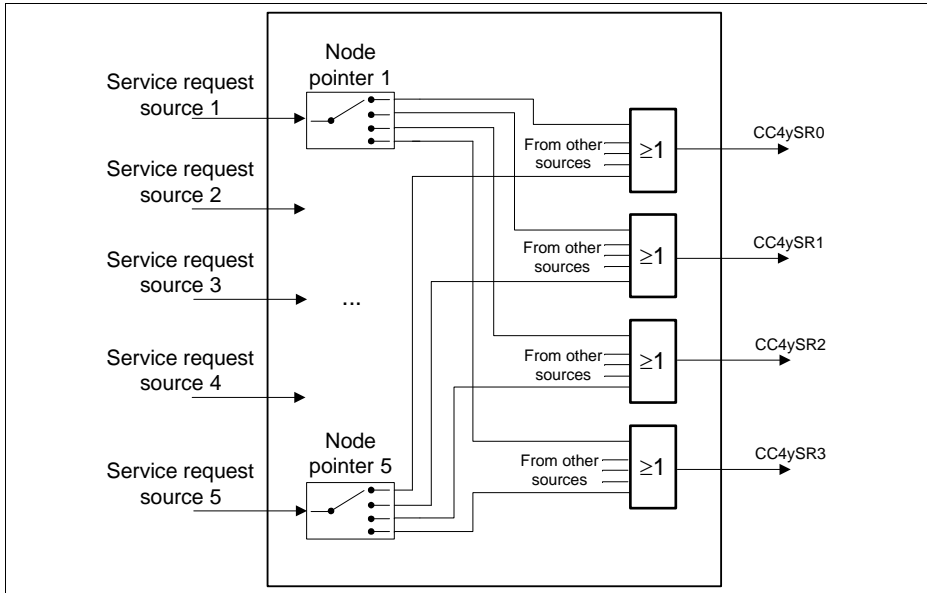 Node
pointer 1
Service request
source 1
CC4ySR0
From other
sources
≥1
Service request
source 2
CC4ySR1
From other
sources
≥1
Service request
source 3
...
CC4ySR2
From other
sources
≥1
Service request
source 4
Node
pointer 5
CC4ySR3
From other
sources
≥1
Service request
source 5